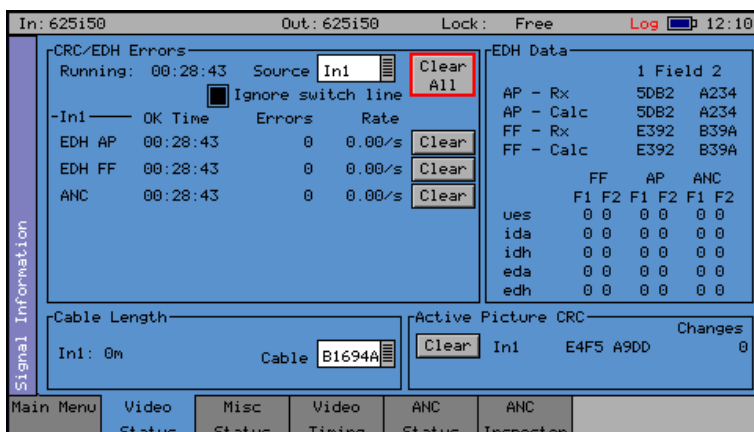 In: 625i50 Out: 625i50 Lock: Free Log 12:10
Signal Information
CRC/EDH Errors
Running: 00:28:43 Source In1 Clear All
Ignore switch line
In1 OK Time Errors Rate
EDH AP 00:28:43 0 0.00/s Clear
EDH FF 00:28:43 0 0.00/s Clear
ANC 00:28:43 0 0.00/s Clear
EDH Data
1 Field 2
AP - Rx 5DB2 A234
AP - Calc 5DB2 A234
FF - Rx E392 B39A
FF - Calc E392 B39A
FF AP ANC
F1 F2 F1 F2 F1 F2
ues 0 0 0 0 0 0
ida 0 0 0 0 0 0
idh 0 0 0 0 0 0
eda 0 0 0 0 0 0
edh 0 0 0 0 0 0
Cable Length
In1: 0m Cable B1694A
Active Picture CRC
Changes
Clear In1 E4F5 A9DD 0
Main Menu Video Status Misc Status Video Timing ANC Status ANC Inspector